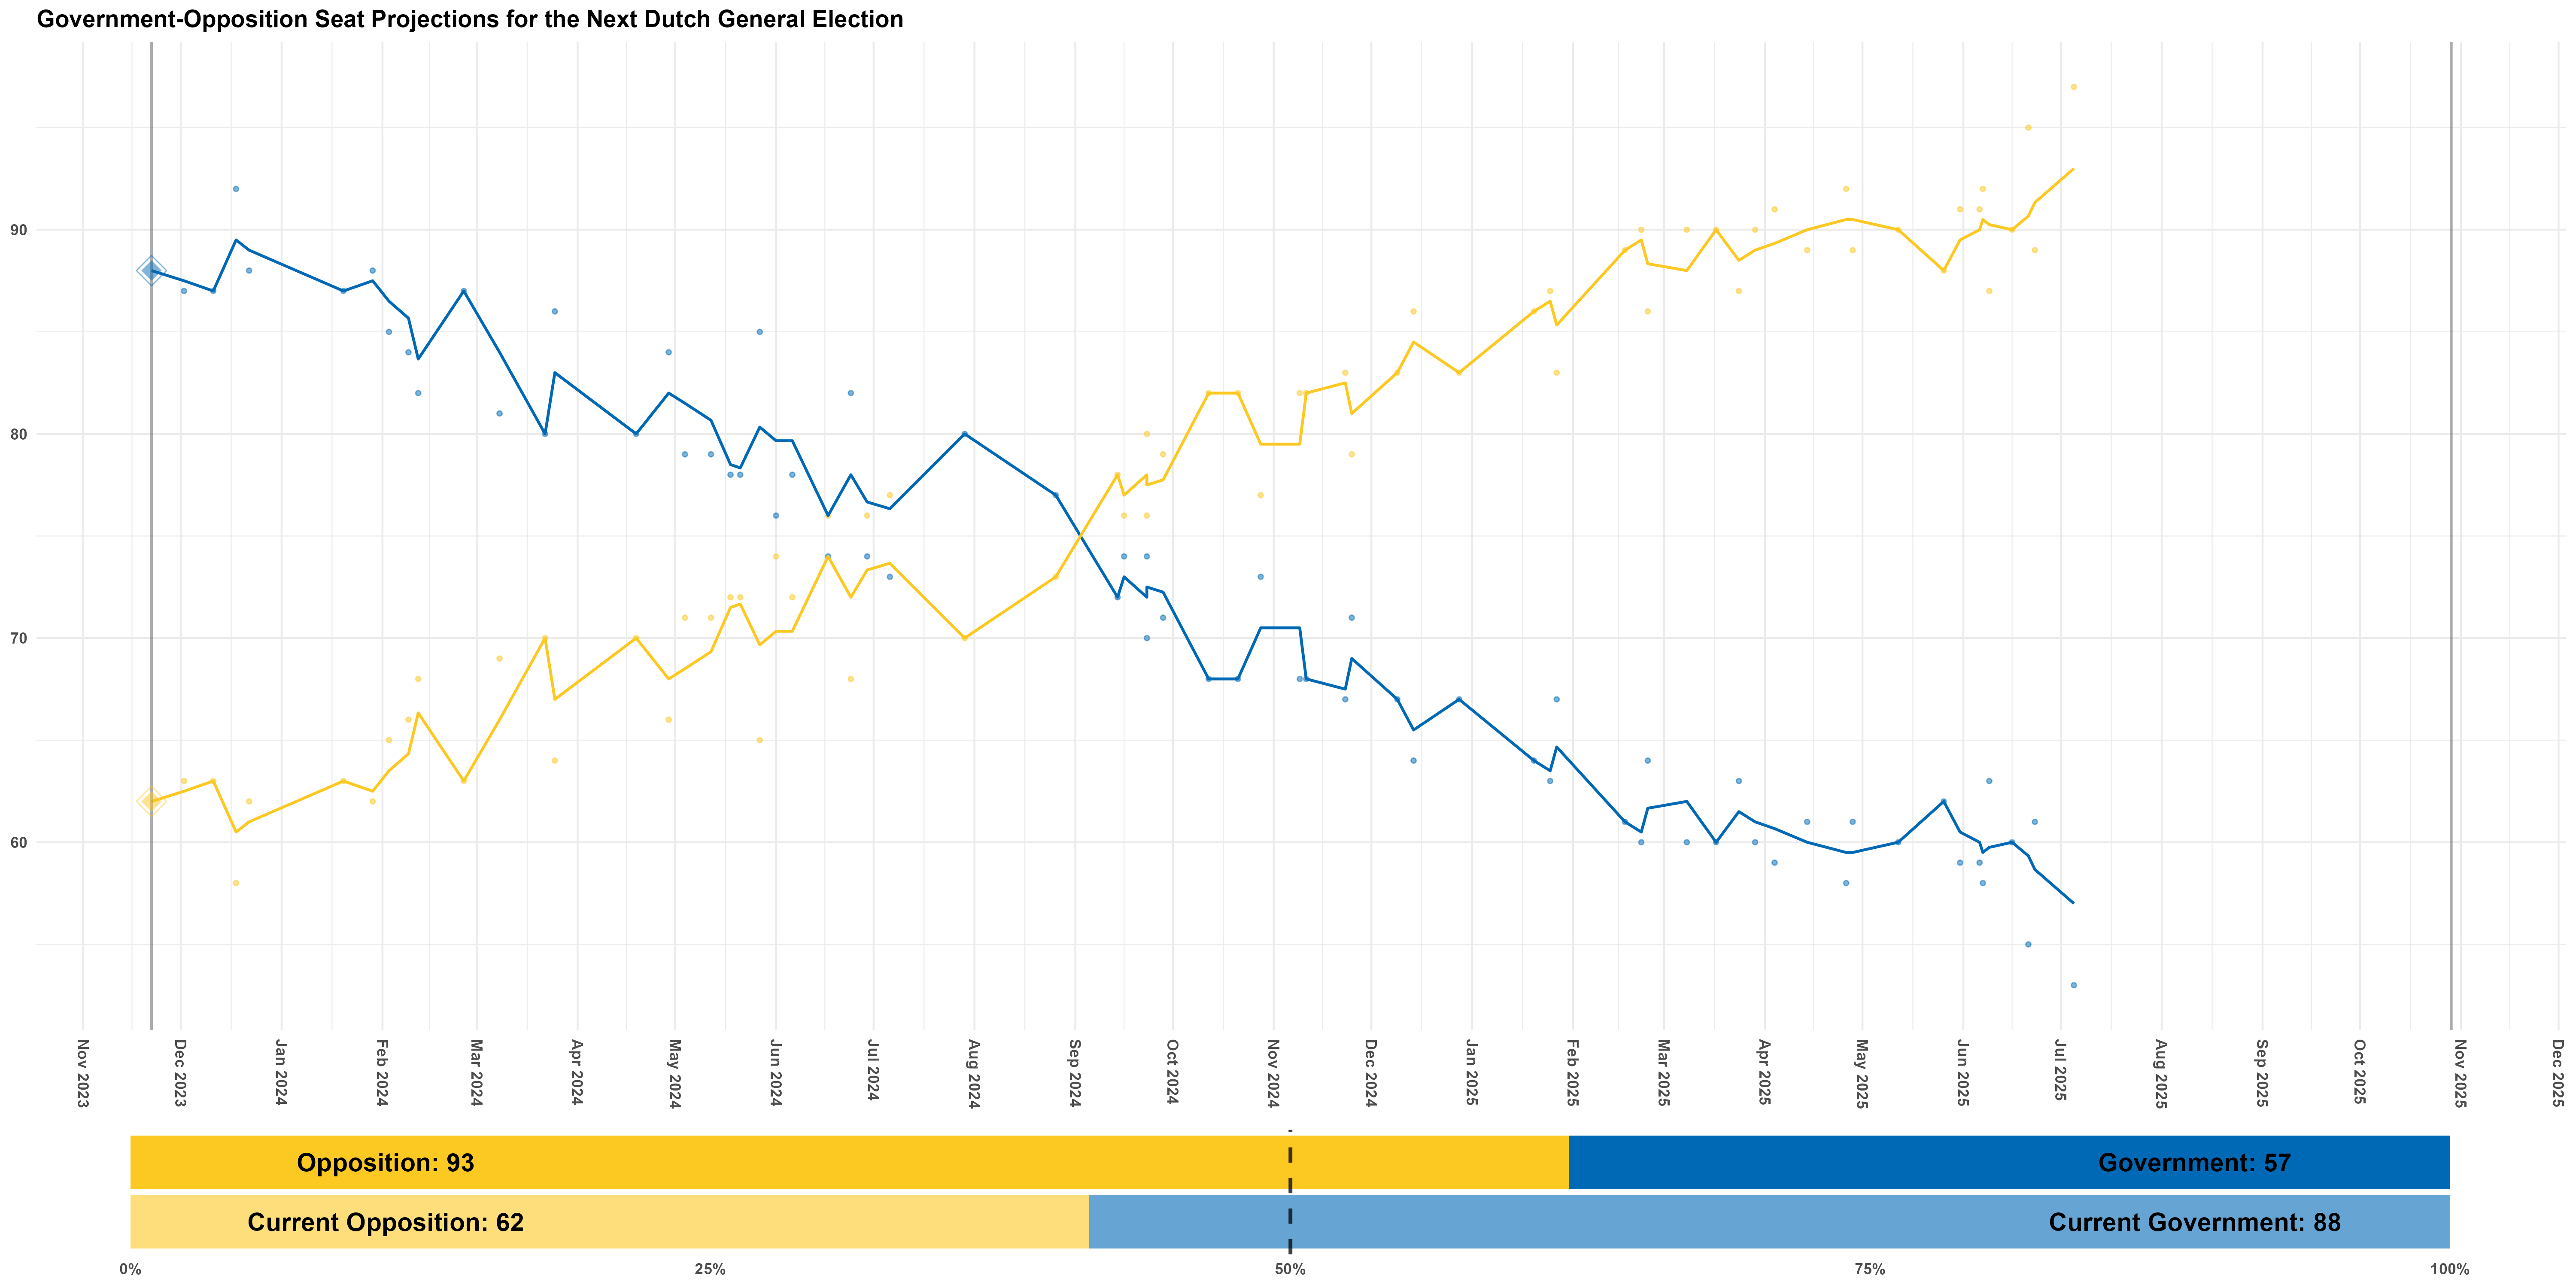 Government-Opposition Seat Projections for the Next Dutch General Election
90
80
70
60
Nov 2023
Dec 2023
Jan 2024
Feb 2024
Mar 2024
Apr 2024
May 2024
Jun 2024
Jul 2024
Aug 2024
Sep 2024
Oct 2024
Nov 2024
Dec 2024
Jan 2025
Feb 2025
Mar 2025
Apr 2025
May 2025
Jun 2025
Jul 2025
Aug 2025
Sep 2025
Oct 2025
Nov 2025
Dec 2025
Opposition: 93
Government: 57
Current Opposition: 62
Current Government: 88
0%
25%
50%
75%
100%